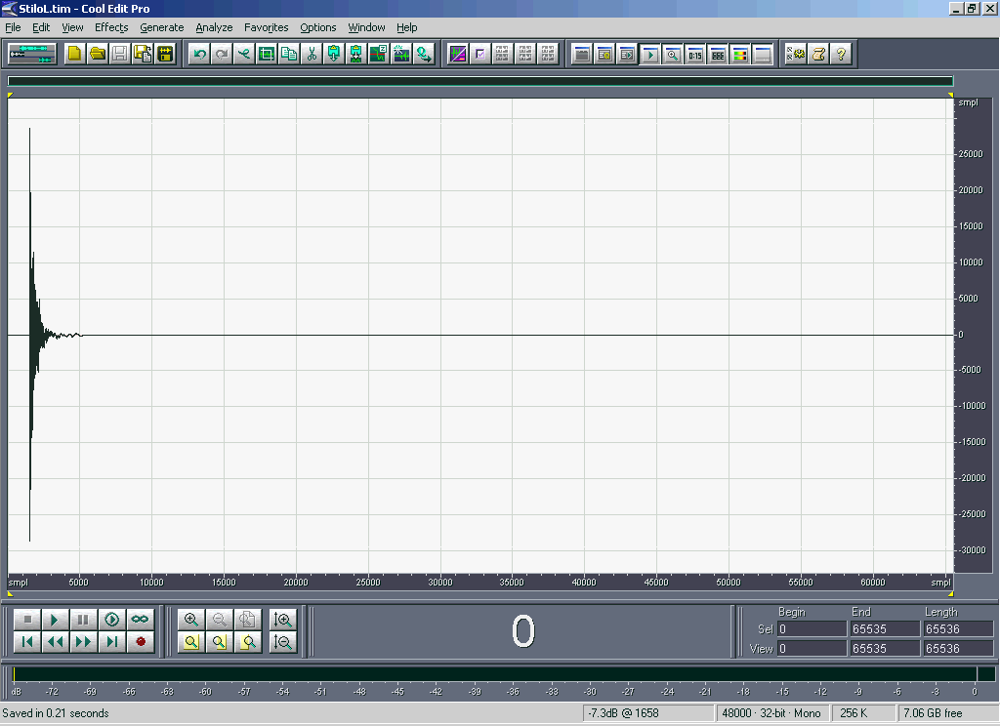 StiloL.tim - Cool Edit Pro
File Edit View Effects Generate Analyze Favorites Options Window Help
0:15
smpl
25000
20000
15000
10000
5000
0
-5000
-10000
-15000
-20000
-25000
-30000
smpl 5000 10000 15000 20000 25000 30000 35000 40000 45000 50000 55000 60000 smpl
0
Begin End Length
Sel 0 65535 65536
View 0 65535 65536
dB -72 -69 -66 -63 -60 -57 -54 -51 -48 -45 -42 -39 -36 -33 -30 -27 -24 -21 -18 -15 -12 -9 -6 -3 0
Saved in 0.21 seconds -7.3dB @ 1658 48000 · 32-bit · Mono 256 K 7.06 GB free